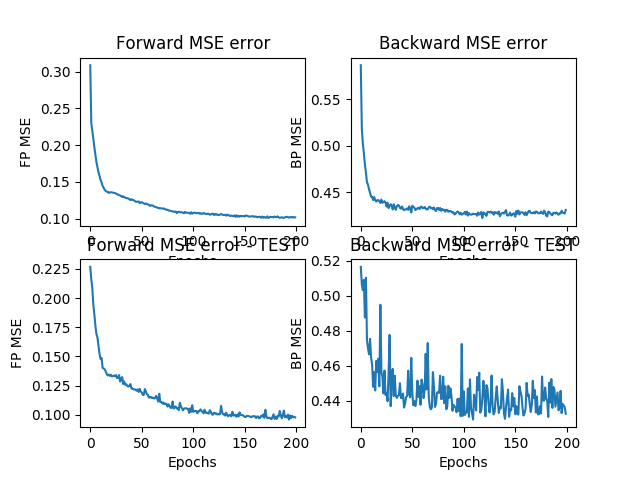 Forward MSE error
Backward MSE error
FP MSE
0.30
0.25
0.20
0.15
0.10
0 50 100 150 200
BP MSE
0.55
0.50
0.45
0 50 100 150 200
Epochs
Epochs
Forward MSE error - TEST
Backward MSE error - TEST
FP MSE
0.225
0.200
0.175
0.150
0.125
0.100
0 50 100 150 200
Epochs
BP MSE
0.52
0.50
0.48
0.46
0.44
0 50 100 150 200
Epochs